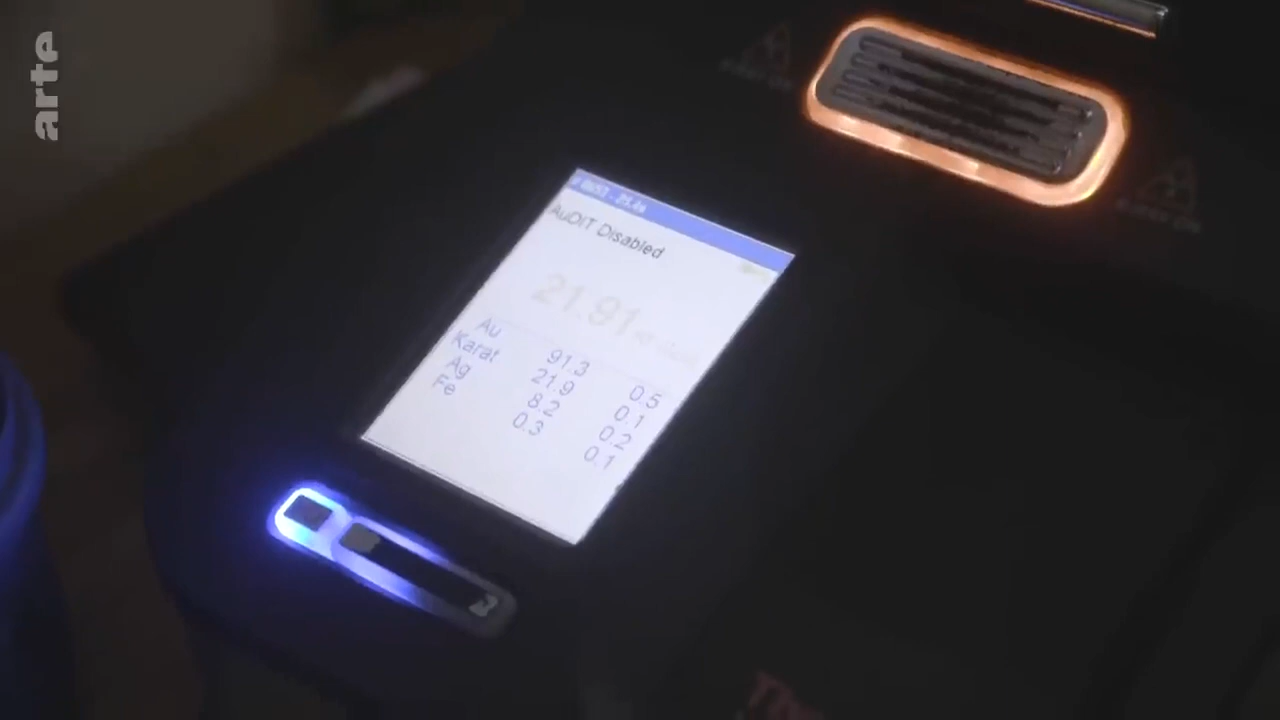 arte
AuDIT Disabled
21.91
Au 91.3 0.5
Karat 21.9 0.1
Ag 8.2 0.2
Fe 0.3 0.1